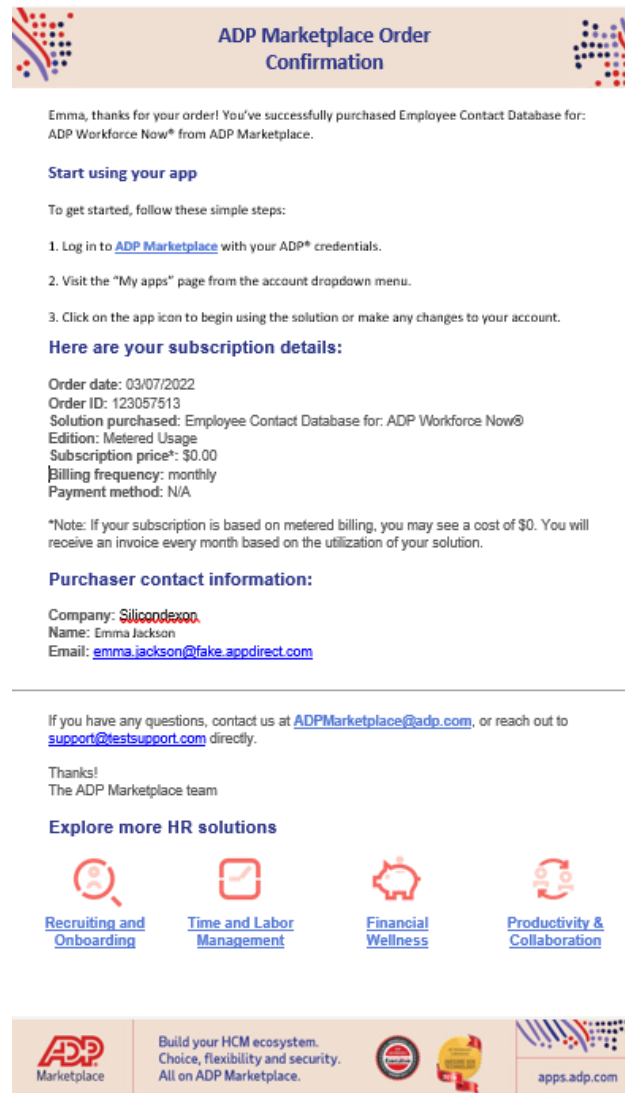 ADP Marketplace Order
Confirmation
Emma, thanks for your order! You've successfully purchased Employee Contact Database for:
ADP Workforce Now® from ADP Marketplace.
Start using your app
To get started, follow these simple steps:
1. Log in to ADP Marketplace with your ADP® credentials.
2. Visit the “My apps” page from the account dropdown menu.
3. Click on the app icon to begin using the solution or make any changes to your account.
Here are your subscription details:
Order date: 03/07/2022
Order ID: 123057513
Solution purchased: Employee Contact Database for: ADP Workforce Now®
Edition: Metered Usage
Subscription price*: $0.00
Billing frequency: monthly
Payment method: N/A
*Note: If your subscription is based on metered billing, you may see a cost of $0. You will
receive an invoice every month based on the utilization of your solution.
Purchaser contact information:
Company: Silicondexon
Name: Emma Jackson
Email: emma.jackson@fake.appdirect.com
If you have any questions, contact us at ADPMarketplace@adp.com, or reach out to
support@testsupport.com directly.
Thanks!
The ADP Marketplace team
Explore more HR solutions
Recruiting and Onboarding
Time and Labor Management
Financial Wellness
Productivity & Collaboration
ADP
Marketplace
Build your HCM ecosystem.
Choice, flexibility and security.
All on ADP Marketplace.
apps.adp.com